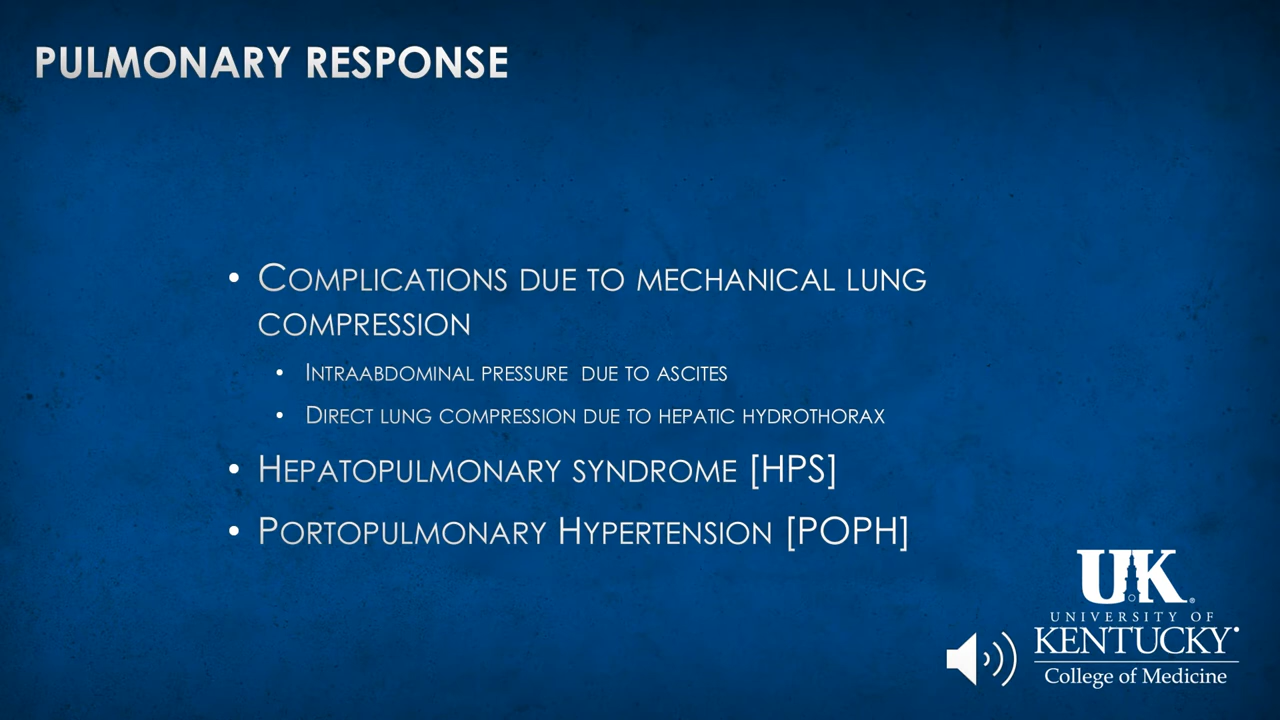 PULMONARY RESPONSE
• COMPLICATIONS DUE TO MECHANICAL LUNG
COMPRESSION
• INTRAABDOMINAL PRESSURE DUE TO ASCITES
• DIRECT LUNG COMPRESSION DUE TO HEPATIC HYDROTHORAX
• HEPATOPULMONARY SYNDROME [HPS]
• PORTOPULMONARY HYPERTENSION [POPH]
UK®
UNIVERSITY OF
KENTUCKY
College of Medicine